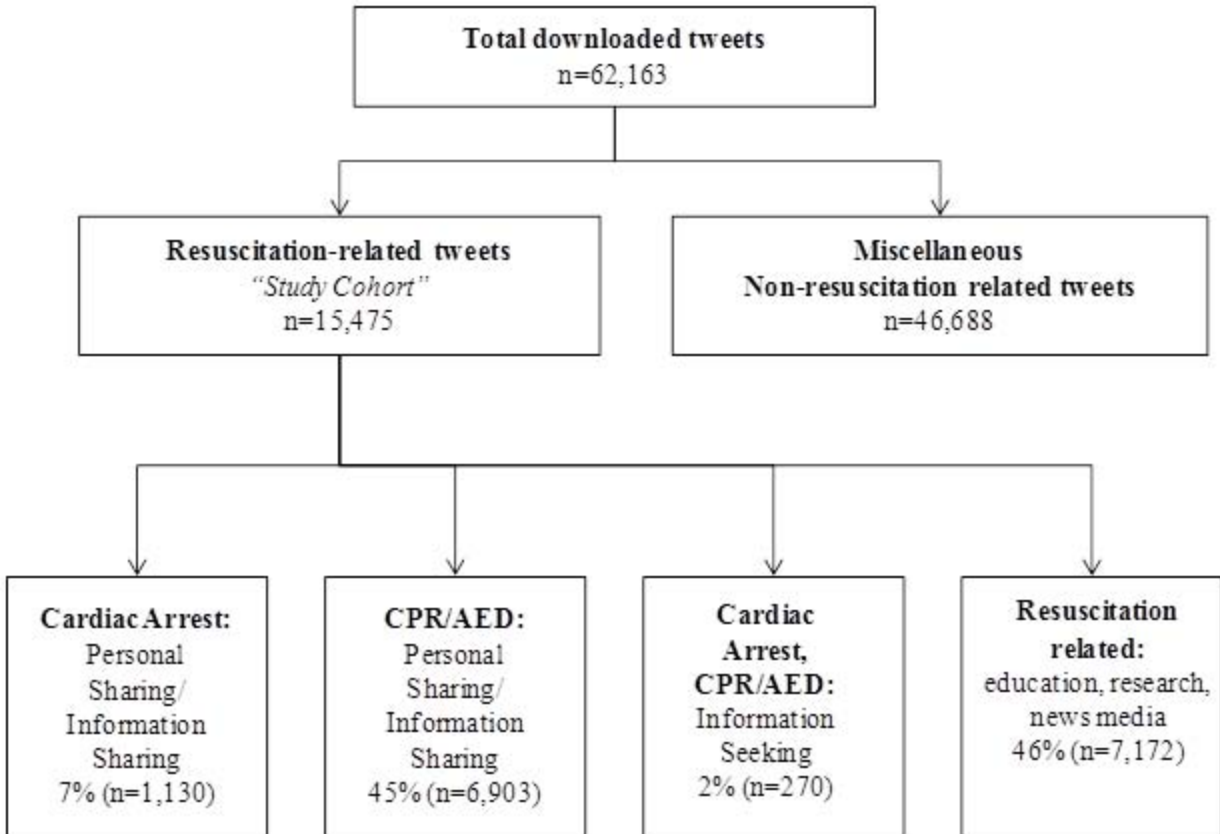 Total downloaded tweets
n=62,163
Resuscitation-related tweets
“Study Cohort”
n=15,475
Miscellaneous
Non-resuscitation related tweets
n=46,688
Cardiac Arrest:
Personal
Sharing/
Information
Sharing
7% (n=1,130)
CPR/AED:
Personal
Sharing/
Information
Sharing
45% (n=6,903)
Cardiac
Arrest,
CPR/AED:
Information
Seeking
2% (n=270)
Resuscitation
related:
education, research,
news media
46% (n=7,172)